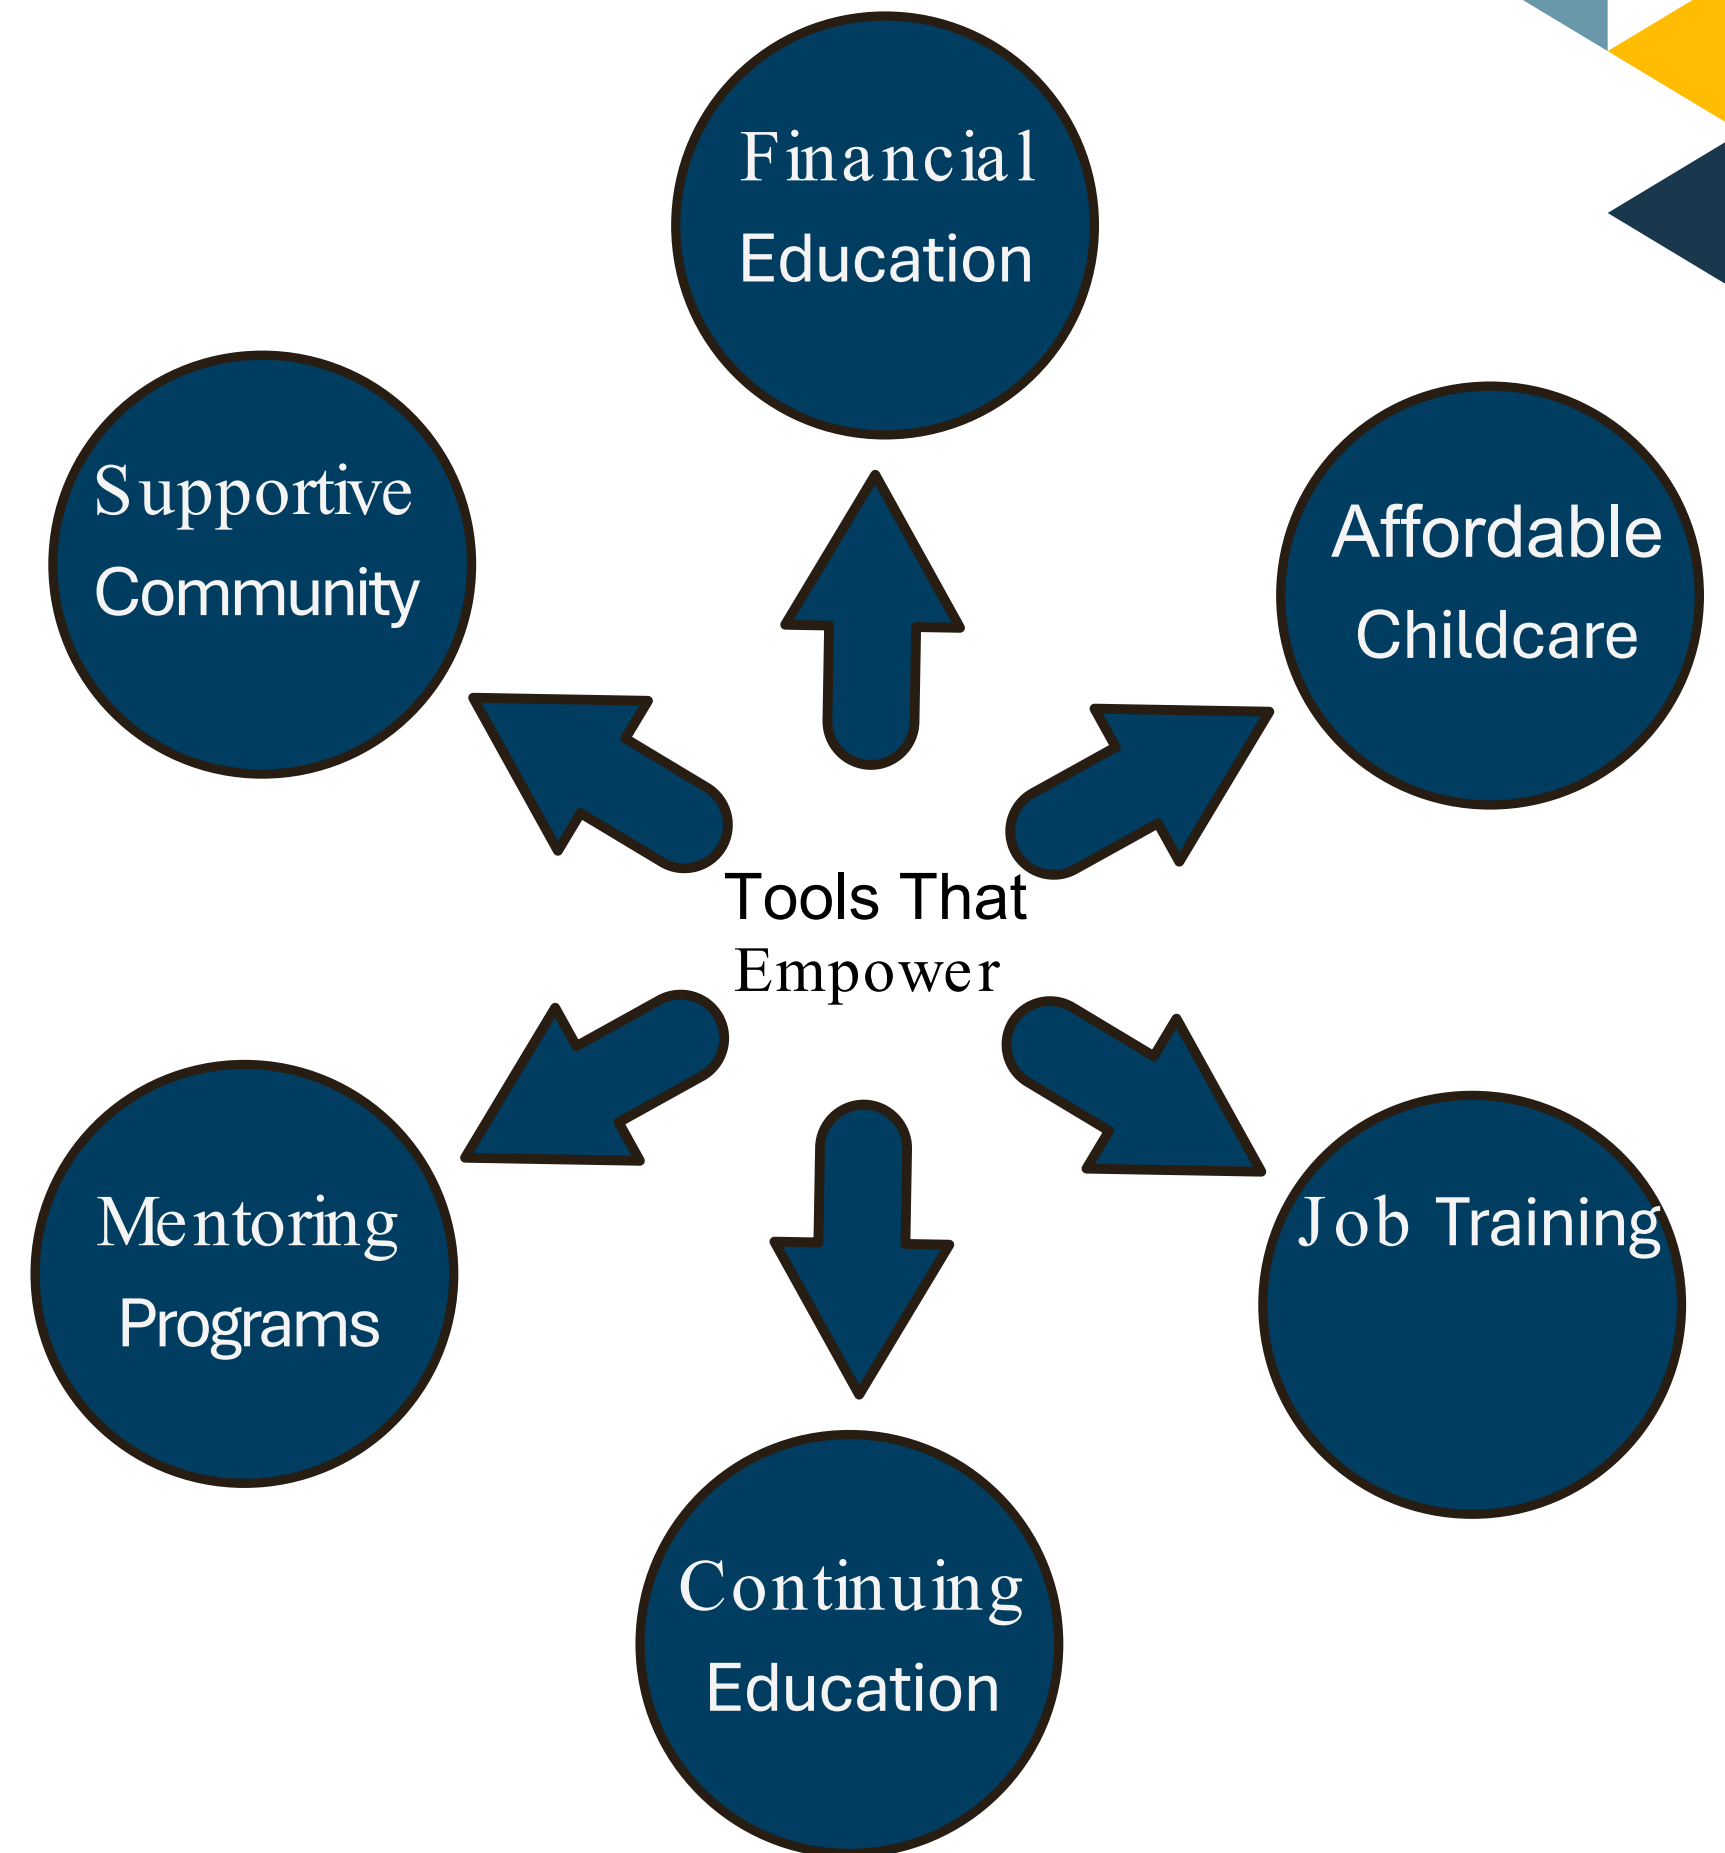 Financial
Education
Supportive
Community
Affordable
Childcare
Tools That
Empower
Mentoring
Programs
Job Training
Continuing
Education